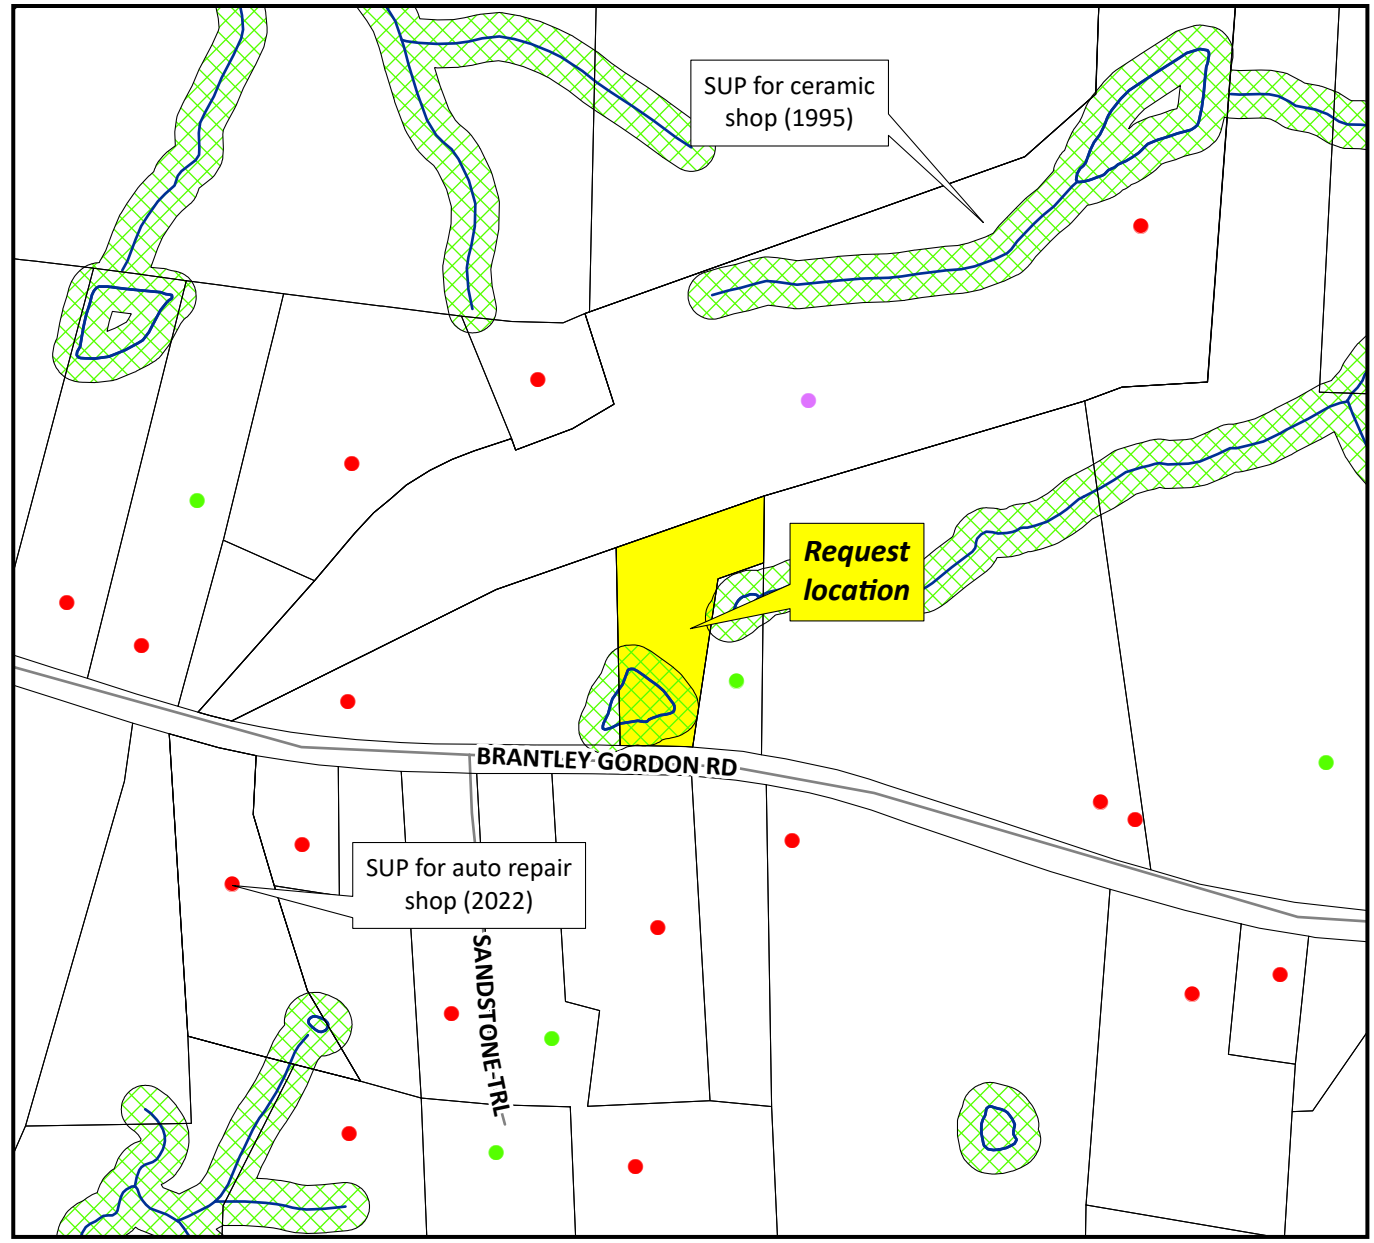 SUP for ceramic
shop (1995)
Request
location
BRANTLEY GORDON RD
SUP for auto repair
shop (2022)
SANDSTONE TRL